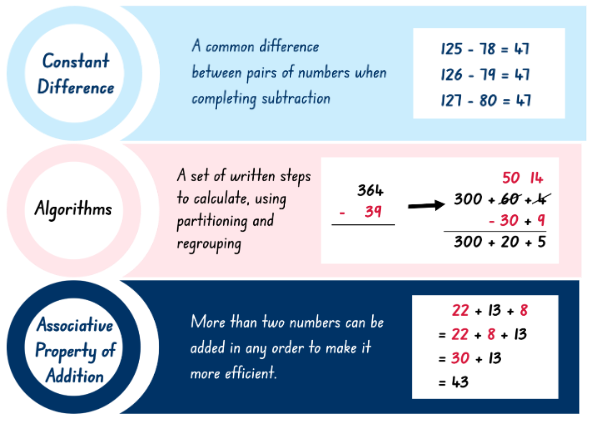 Constant
Difference
A common difference
between pairs of numbers when
completing subtraction
125 - 78 = 47
126 - 79 = 47
127 - 80 = 47
Algorithms
A set of written steps
to calculate, using
partitioning and
regrouping
364
- 39
50 14
300 + 60 + 4
- 30 + 9
300 + 20 + 5
Associative
Property of
Addition
More than two numbers can be
added in any order to make it
more efficient.
22 + 13 + 8
= 22 + 8 + 13
= 30 + 13
= 43